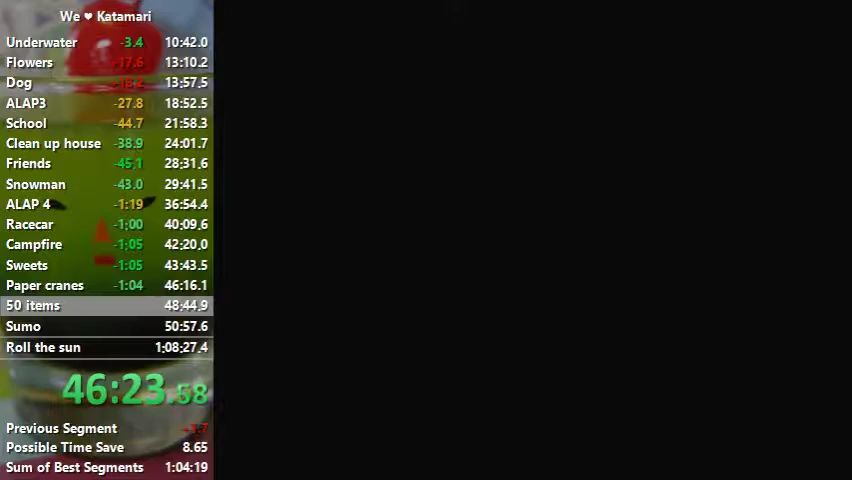 We ♥ Katamari
Underwater -3.4 10:42.0
Flowers +17.6 13:10.2
Dog +18.2 13:57.5
ALAP3 -27.8 18:52.5
School -44.7 21:58.3
Clean up house -38.9 24:01.7
Friends -45.1 28:31.6
Snowman -43.0 29:41.5
ALAP 4 -1:19 36:54.4
Racecar -1:00 40:09.6
Campfire -1:05 42:20.0
Sweets -1:05 43:43.5
Paper cranes -1:04 46:16.1
50 items 48:44.9
Sumo 50:57.6
Roll the sun 1:08:27.4
46:23.58
Previous Segment +1.7
Possible Time Save 8.65
Sum of Best Segments 1:04:19